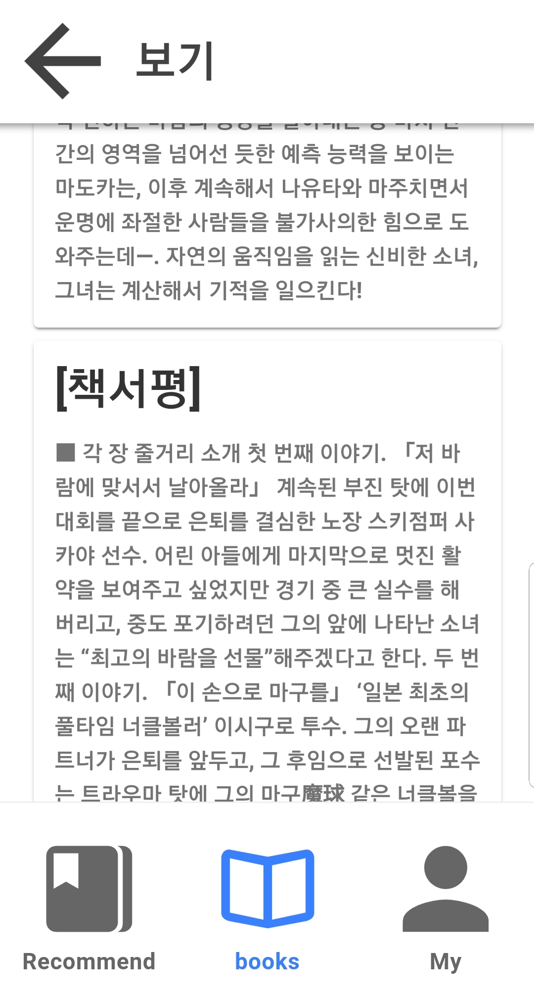 보기
간의 영역을 넘어선 듯한 예측 능력을 보이는
마도카는, 이후 계속해서 나유타와 마주치면서
운명에 좌절한 사람들을 불가사의한 힘으로 도
와주는데ー. 자연의 움직임을 읽는 신비한 소녀,
그녀는 계산해서 기적을 일으킨다!
[책서평]
■ 각 장 줄거리 소개 첫 번째 이야기. 「저 바
람에 맞서서 날아올라」 계속된 부진 탓에 이번
대회를 끝으로 은퇴를 결심한 노장 스키점퍼 사
카야 선수. 어린 아들에게 마지막으로 멋진 활
약을 보여주고 싶었지만 경기 중 큰 실수를 해
버리고, 중도 포기하려던 그의 앞에 나타난 소녀
는 “최고의 바람을 선물”해주겠다고 한다. 두 번
째 이야기. 「이 손으로 마구를」 ‘일본 최초의
풀타임 너클볼러’ 이시구로 투수. 그의 오랜 파
트너가 은퇴를 앞두고, 그 후임으로 선발된 포수
는 트라우마 탓에 그의 마구魔球 같은 너클볼을
Recommend
books
My